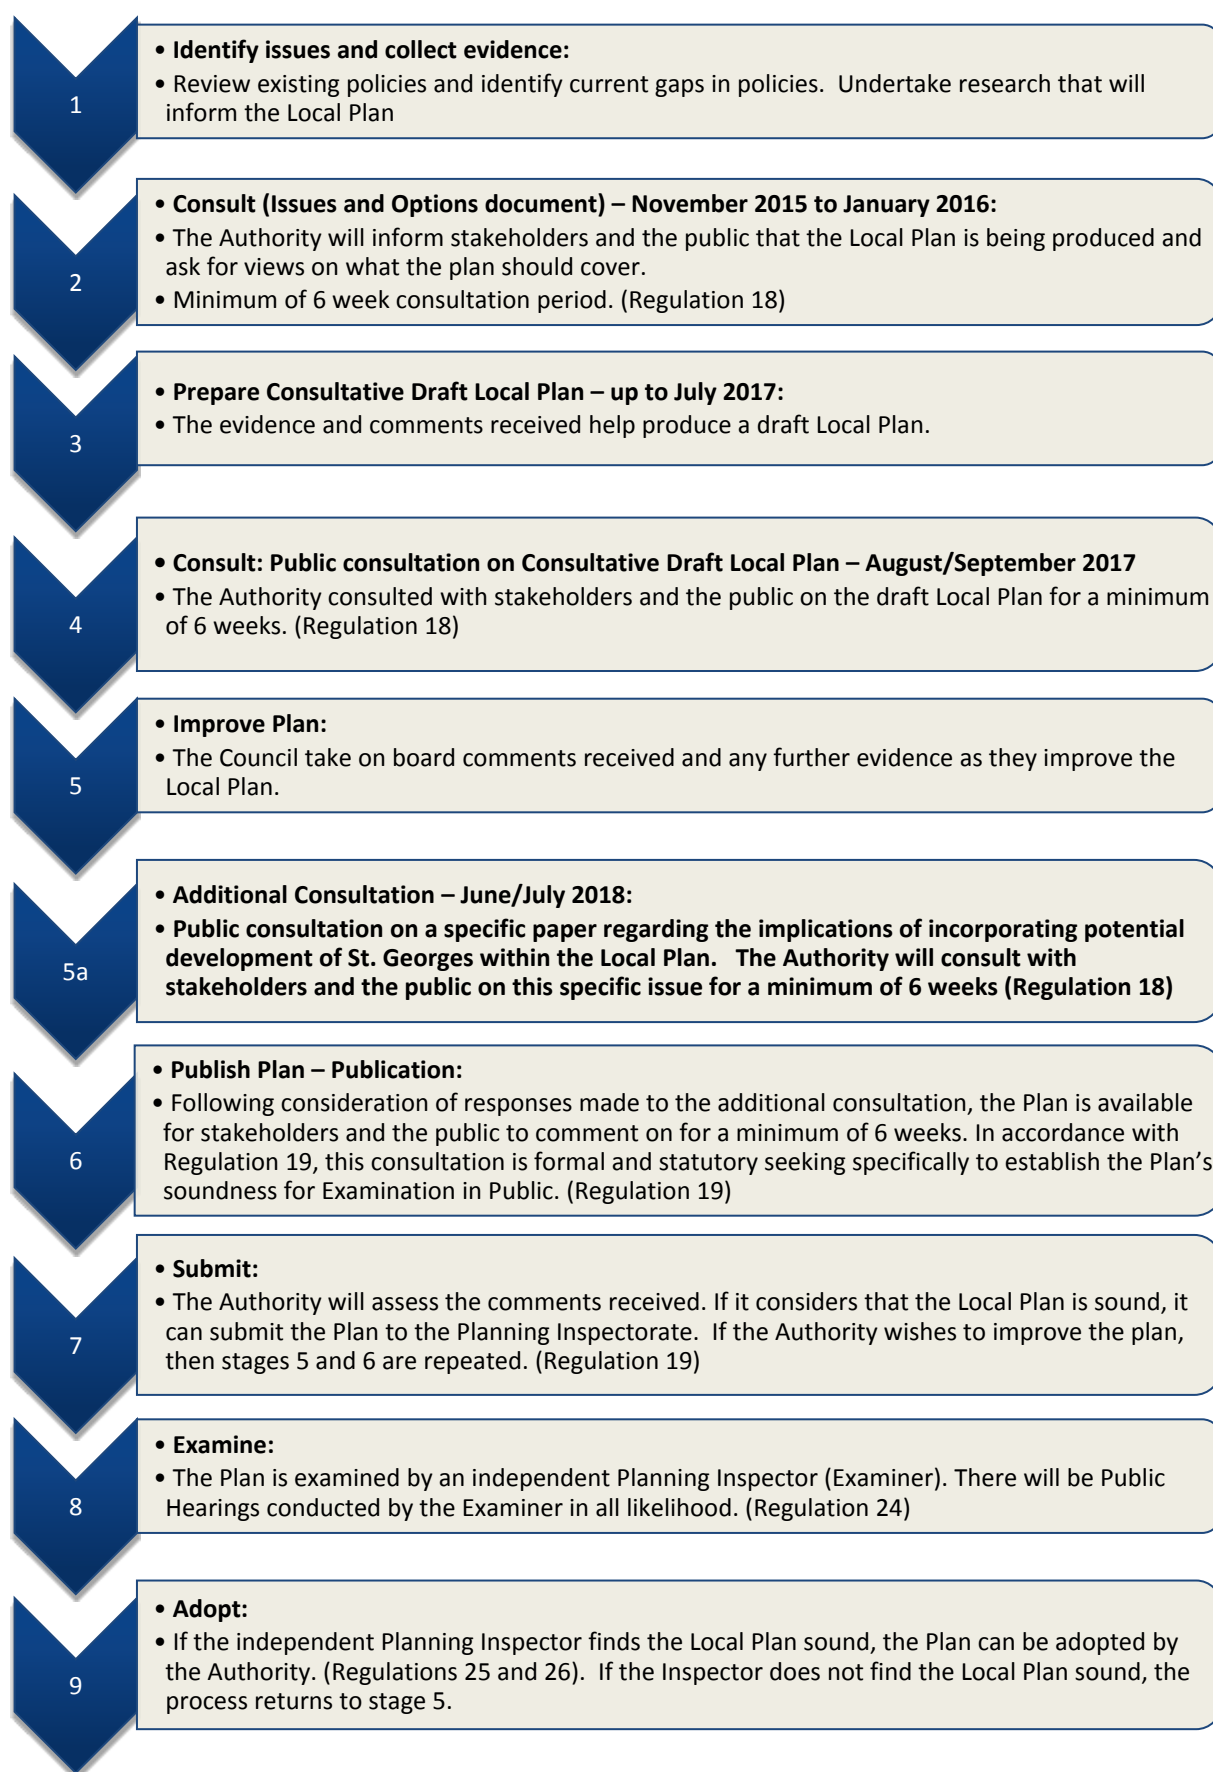 1
• Identify issues and collect evidence:
• Review existing policies and identify current gaps in policies.  Undertake research that will
inform the Local Plan
2
• Consult (Issues and Options document) – November 2015 to January 2016:
• The Authority will inform stakeholders and the public that the Local Plan is being produced and
ask for views on what the plan should cover.
• Minimum of 6 week consultation period. (Regulation 18)
3
• Prepare Consultative Draft Local Plan – up to July 2017:
• The evidence and comments received help produce a draft Local Plan.
4
• Consult: Public consultation on Consultative Draft Local Plan – August/September 2017
• The Authority consulted with stakeholders and the public on the draft Local Plan for a minimum
of 6 weeks. (Regulation 18)
5
• Improve Plan:
• The Council take on board comments received and any further evidence as they improve the
Local Plan.
5a
• Additional Consultation – June/July 2018:
• Public consultation on a specific paper regarding the implications of incorporating potential
development of St. Georges within the Local Plan.   The Authority will consult with
stakeholders and the public on this specific issue for a minimum of 6 weeks (Regulation 18)
6
• Publish Plan – Publication:
• Following consideration of responses made to the additional consultation, the Plan is available
for stakeholders and the public to comment on for a minimum of 6 weeks. In accordance with
Regulation 19, this consultation is formal and statutory seeking specifically to establish the Plan’s
soundness for Examination in Public. (Regulation 19)
7
• Submit:
• The Authority will assess the comments received. If it considers that the Local Plan is sound, it
can submit the Plan to the Planning Inspectorate.  If the Authority wishes to improve the plan,
then stages 5 and 6 are repeated. (Regulation 19)
8
• Examine:
• The Plan is examined by an independent Planning Inspector (Examiner). There will be Public
Hearings conducted by the Examiner in all likelihood. (Regulation 24)
9
• Adopt:
• If the independent Planning Inspector finds the Local Plan sound, the Plan can be adopted by
the Authority. (Regulations 25 and 26).  If the Inspector does not find the Local Plan sound, the
process returns to stage 5.